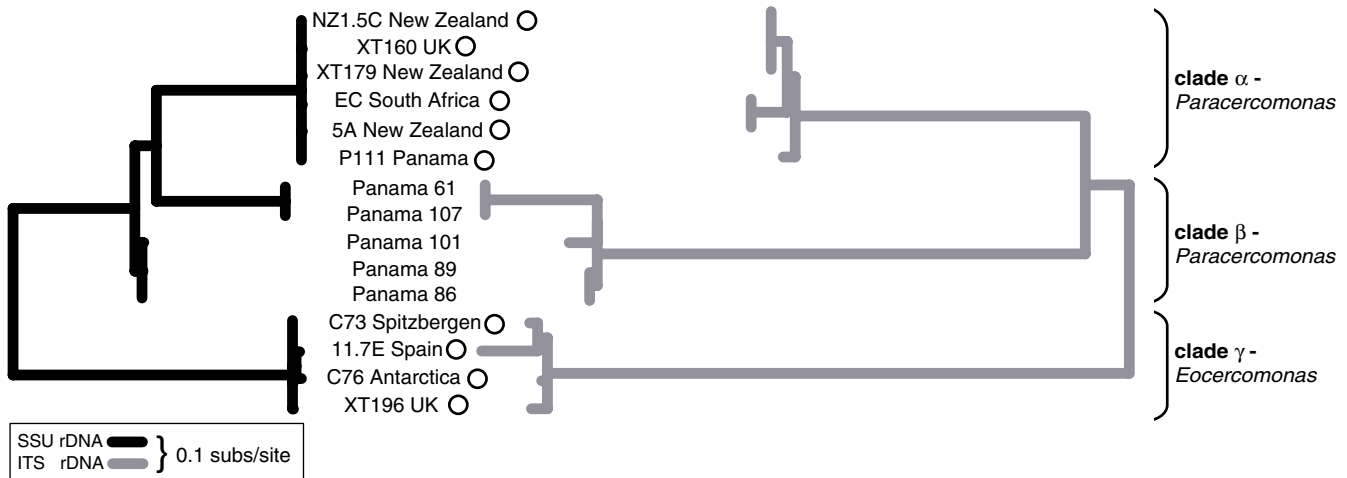 NZ1.5C New Zealand
XT160 UK
XT179 New Zealand
EC South Africa
5A New Zealand
P111 Panama
Panama 61
Panama 107
Panama 101
Panama 89
Panama 86
C73 Spitzbergen
11.7E Spain
C76 Antarctica
XT196 UK
clade α -
Paracercomonas
clade β -
Paracercomonas
clade γ -
Eocercomonas
SSU rDNA
ITS rDNA
} 0.1 subs/site